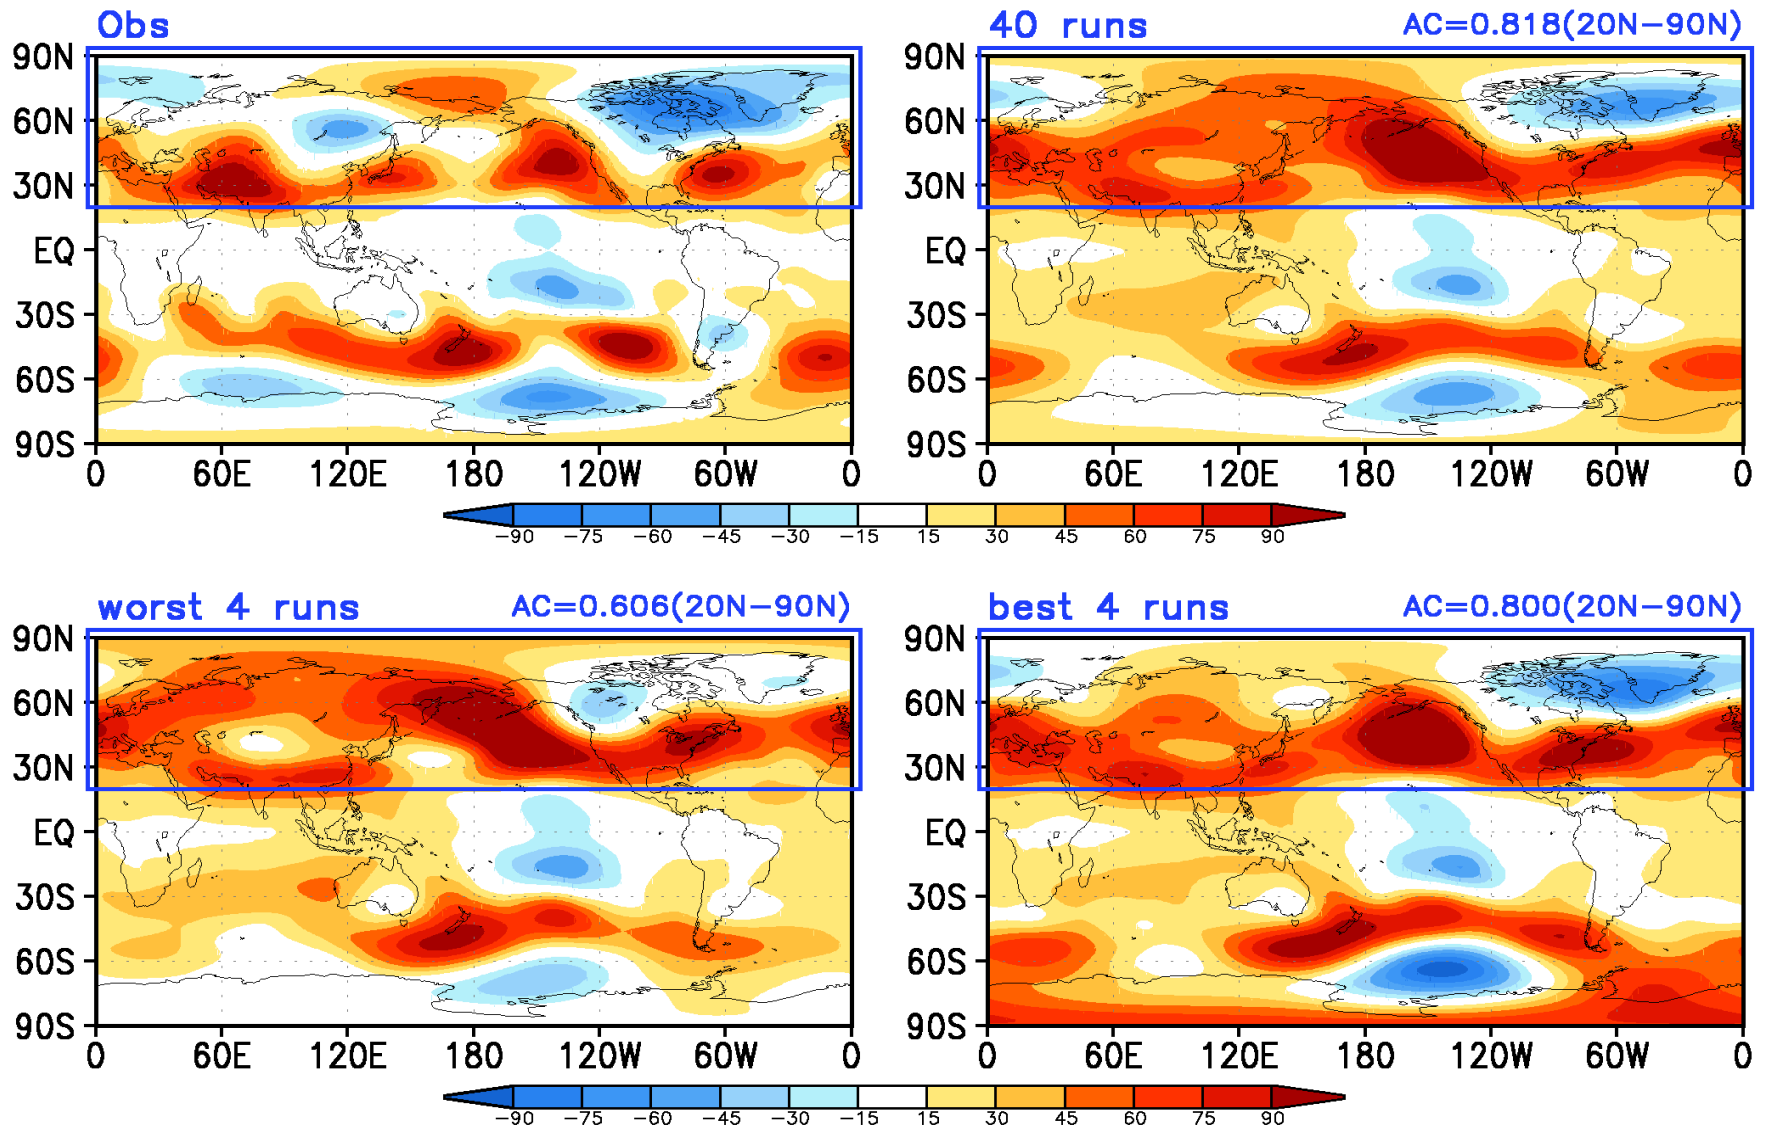 Obs
40 runs AC=0.818(20N−90N)
90N 90N
60N 60N
30N 30N
EQ EQ
30S 30S
60S 60S
90S 90S
0 60E 120E 180 120W 60W 0 0 60E 120E 180 120W 60W 0
−90 −75 −60 −45 −30 −15 15 30 45 60 75 90
worst 4 runs AC=0.606(20N−90N) best 4 runs AC=0.800(20N−90N)
90N 90N
60N 60N
30N 30N
EQ EQ
30S 30S
60S 60S
90S 90S
0 60E 120E 180 120W 60W 0 0 60E 120E 180 120W 60W 0
−90 −75 −60 −45 −30 −15 15 30 45 60 75 90